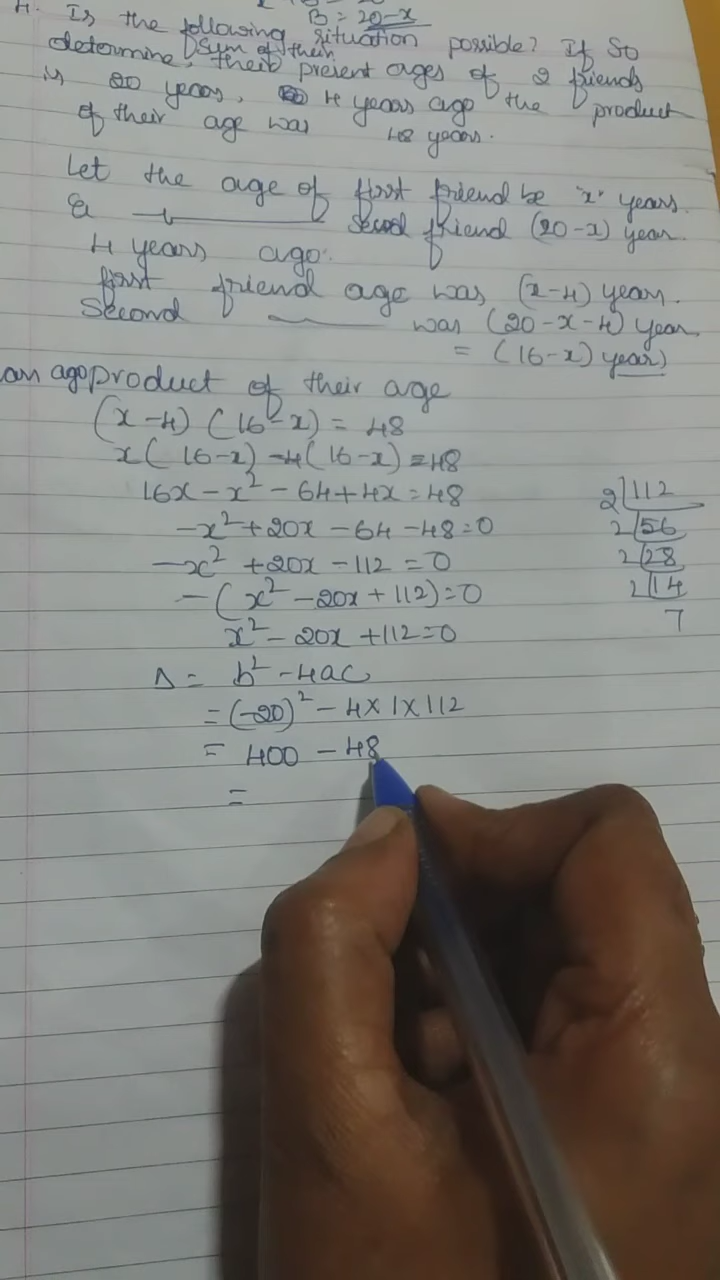 B = 20-x
4. Is the following situation possible? If so
determine their present ages of 2 friends
Sum of their
is 20 years, 4 years ago the product
of their age was 48 years.
Let the age of first friend be 'x' years.
& second friend (20-x) year.
4 years ago.
first friend age was (x-4) years.
Second was (20-x-4) year
= (16-x) year)
an ago product of their age
(x-4) (16-x) = 48
x(16-x) -4(16-x) = 48
16x - x² - 64 + 4x = 48
-x² + 20x - 64 - 48 = 0
-x² + 20x - 112 = 0
-(x² - 20x + 112) = 0
x² - 20x + 112 = 0
Δ = b² - 4ac
= (-20)² - 4 x 1 x 112
= 400 - 48
=
2 112
2 56
2 28
2 14
7